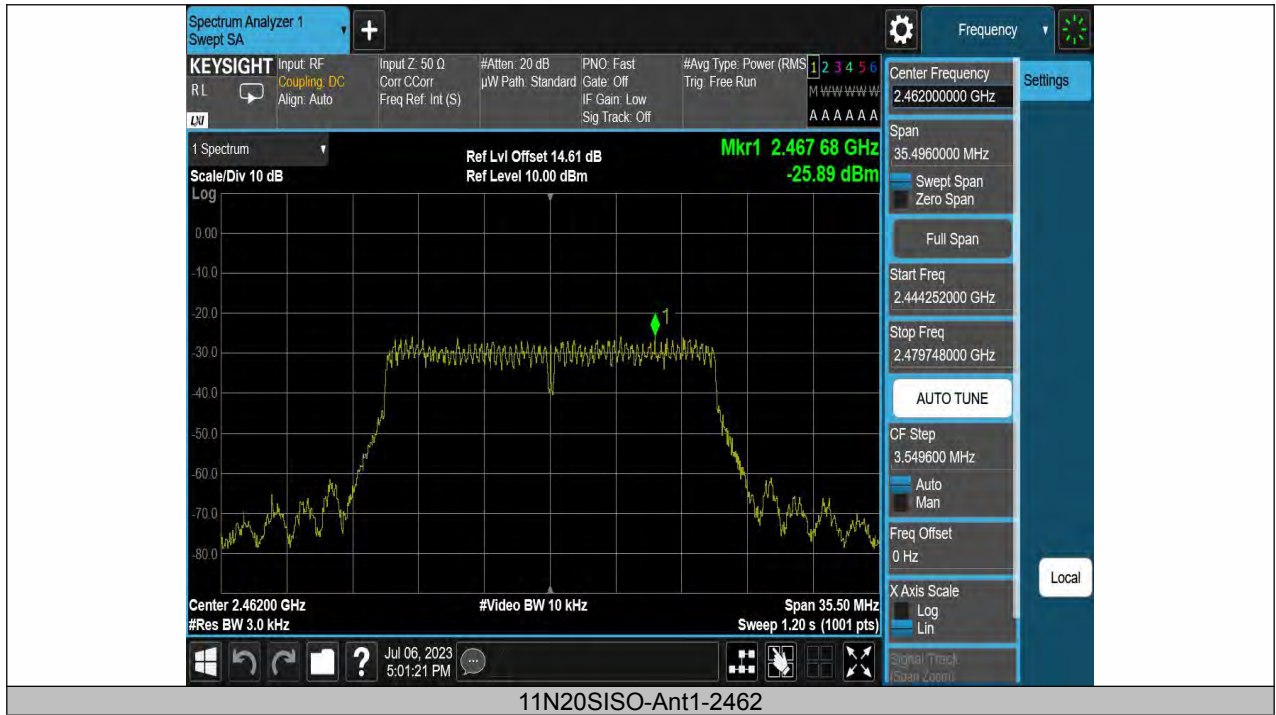 Spectrum Analyzer 1
Swept SA
+
Frequency
KEYSIGHT
RL
LXI
Input: RF
Coupling: DC
Align: Auto
Input Z: 50 Ω
Corr CCorr
Freq Ref: Int (S)
#Atten: 20 dB
µW Path: Standard
PNO: Fast
Gate: Off
IF Gain: Low
Sig Track: Off
#Avg Type: Power (RMS
Trig: Free Run
1 2 3 4 5 6
M W W W W W
A A A A A A
1 Spectrum
Scale/Div 10 dB
Ref Lvl Offset 14.61 dB
Ref Level 10.00 dBm
Mkr1 2.467 68 GHz
-25.89 dBm
Log
0.00
-10.0
-20.0
-30.0
-40.0
-50.0
-60.0
-70.0
-80.0
1
Center 2.46200 GHz
#Res BW 3.0 kHz
#Video BW 10 kHz
Span 35.50 MHz
Sweep 1.20 s (1001 pts)
Center Frequency
2.462000000 GHz
Settings
Span
35.4960000 MHz
Swept Span
Zero Span
Full Span
Start Freq
2.444252000 GHz
Stop Freq
2.479748000 GHz
AUTO TUNE
CF Step
3.549600 MHz
Auto
Man
Freq Offset
0 Hz
X Axis Scale
Log
Lin
Local
Signal Track
(Span Zoom)
?
Jul 06, 2023
5:01:21 PM
11N20SISO-Ant1-2462